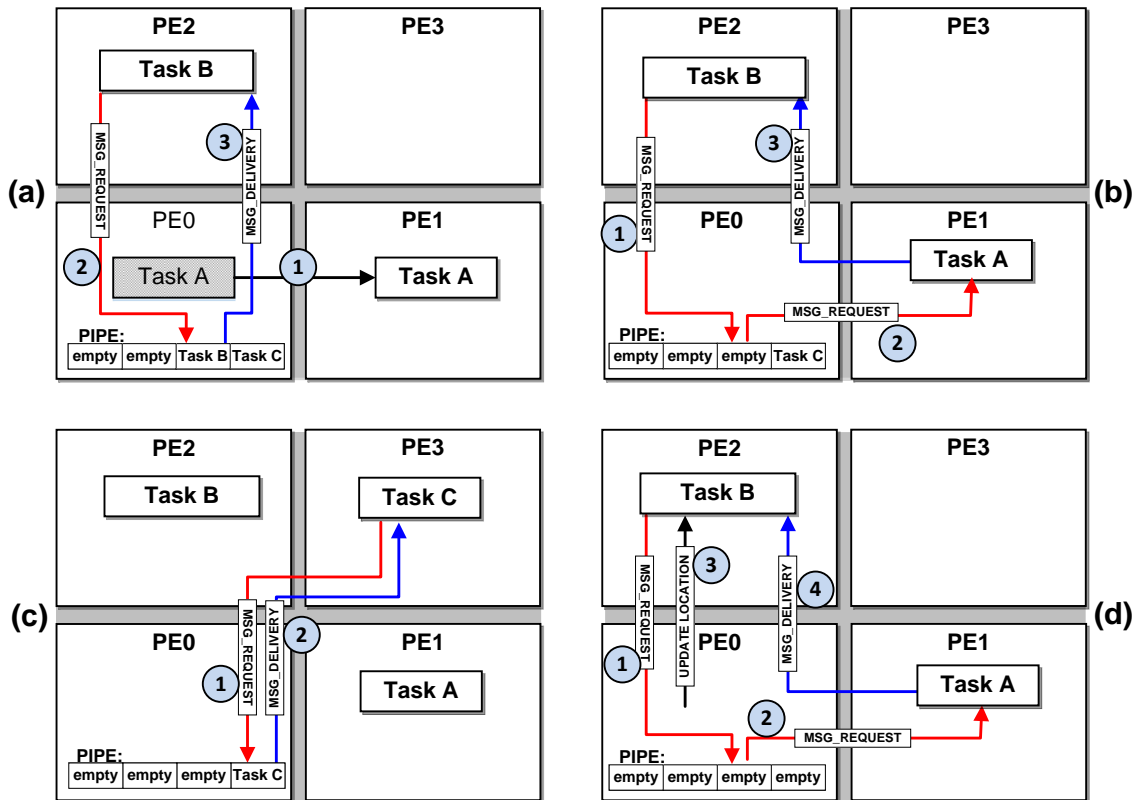 (a)
PE2
PE3
Task B
MSG_REQUEST
3
MSG_DELIVERY
PE0
PE1
2
1
Task A
Task A
PIPE:
empty empty Task B Task C
(b)
PE2
PE3
Task B
MSG_REQUEST
3
MSG_DELIVERY
PE0
PE1
1
Task A
MSG_REQUEST
2
PIPE:
empty empty empty Task C
(c)
PE2
PE3
Task B
Task C
MSG_REQUEST
MSG_DELIVERY
2
PE0
PE1
1
Task A
PIPE:
empty empty empty Task C
(d)
PE2
PE3
Task B
MSG_REQUEST
UPDATE LOCATION
3
MSG_DELIVERY
4
PE0
PE1
1
Task A
2
MSG_REQUEST
PIPE:
empty empty empty empty